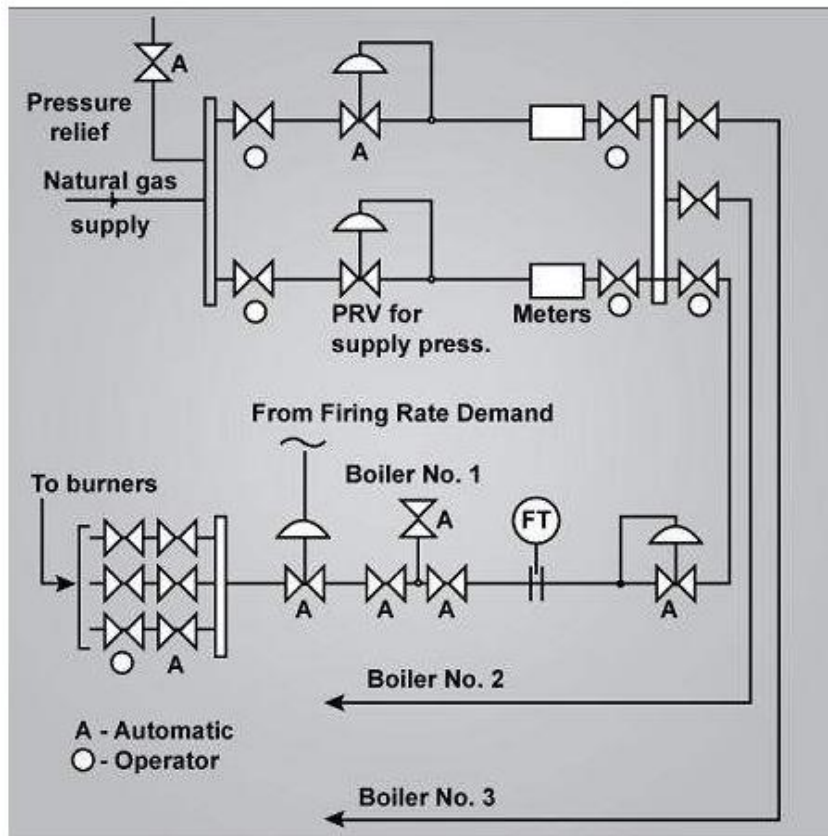 A
Pressure
relief
A
Natural gas
supply
PRV for
supply press.
Meters
From Firing Rate Demand
Boiler No. 1
To burners
A
FT
A
A
A
A
A
Boiler No. 2
A - Automatic
- Operator
Boiler No. 3